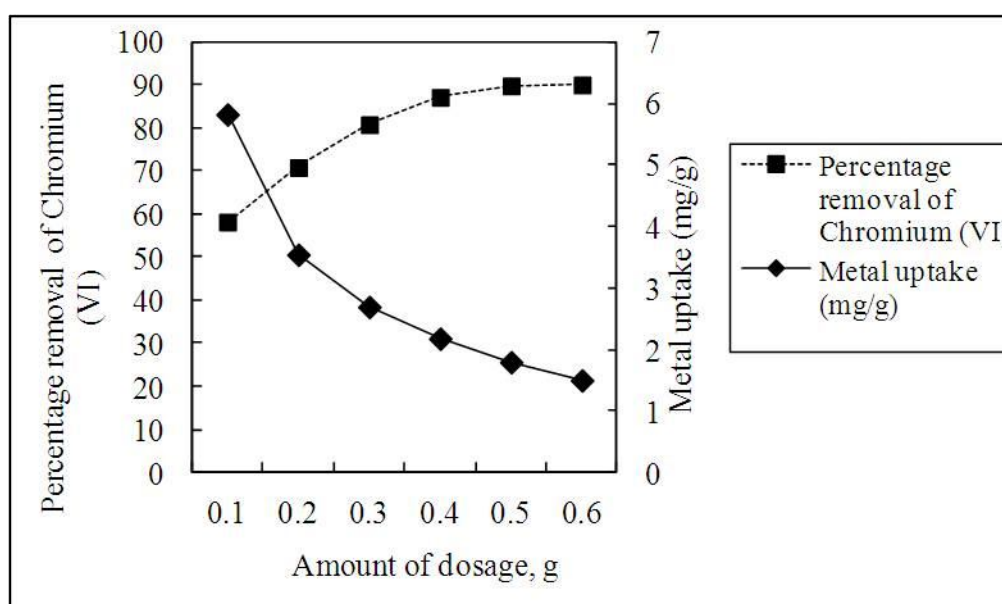 Percentage removal of Chromium
(VI)
100
90
80
70
60
50
40
30
20
10
0
7
6
5
4
3
2
1
0
Metal uptake (mg/g)
0.1 0.2 0.3 0.4 0.5 0.6
Amount of dosage, g
Percentage
removal of
Chromium (VI
Metal uptake
(mg/g)